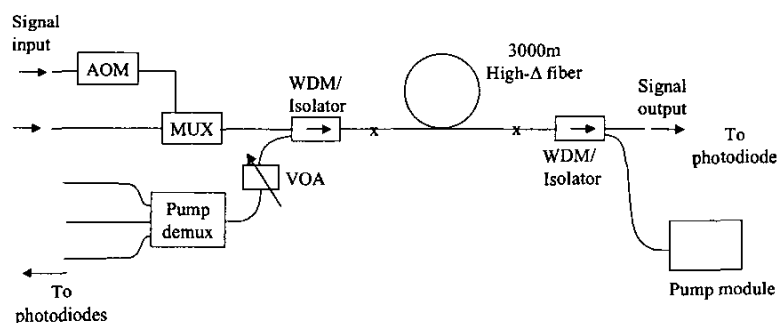 Signal
input
AOM
MUX
WDM/
Isolator
3000m
High-Δ fiber
Signal
output
To
photodiode
WDM/
Isolator
VOA
Pump
demux
To
photodiodes
Pump module